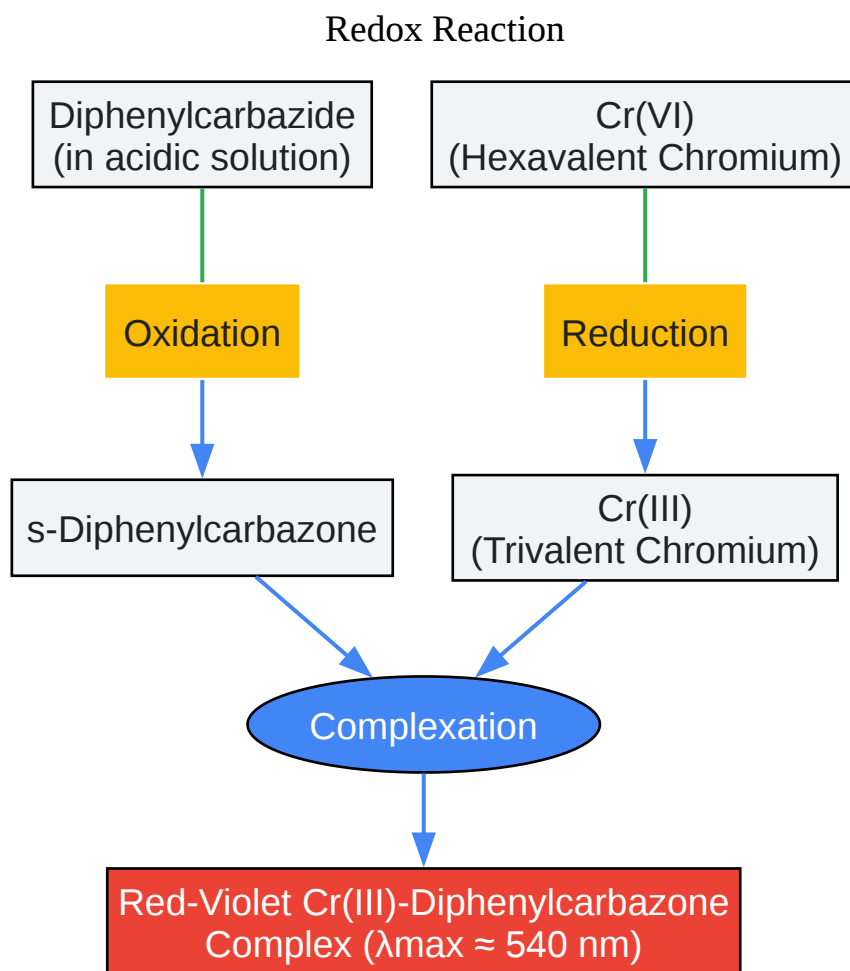 Redox Reaction
Diphenylcarbazide
(in acidic solution)
Cr(VI)
(Hexavalent Chromium)
Oxidation
Reduction
s-Diphenylcarbazone
Cr(III)
(Trivalent Chromium)
Complexation
Red-Violet Cr(III)-Diphenylcarbazone
Complex (λmax ≈ 540 nm)